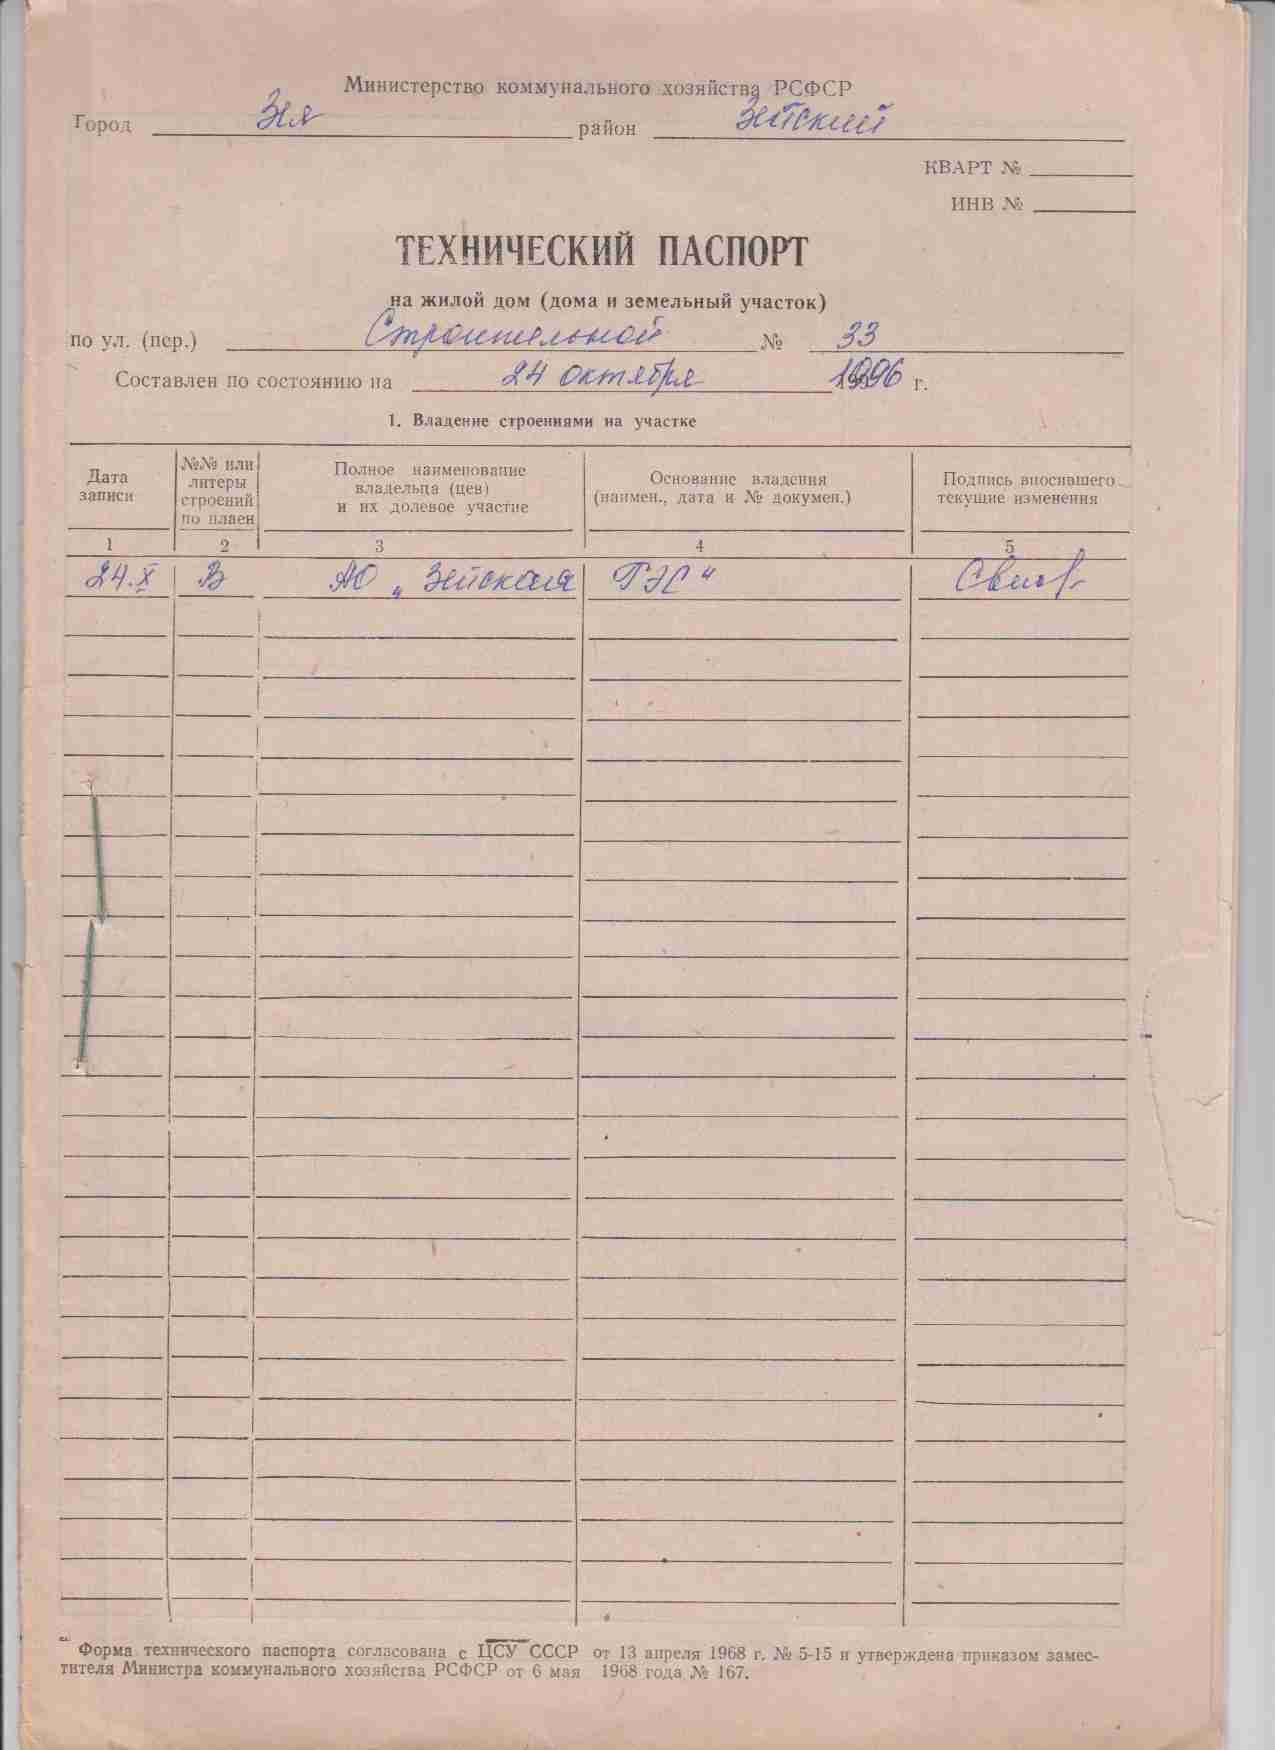 Министерство коммунального хозяйства РСФСР
Город Зея район Зейский
КВАРТ №
ИНВ №
ТЕХНИЧЕСКИЙ ПАСПОРТ
на жилой дом (дома и земельный участок)
по ул. (пер.) Строительной № 33
Составлен по состоянию на 24 октября 1996 г.
1. Владение строениями на участке
Дата записи
№№ или литеры строений по плаен
Полное наименование владельца (цев) и их долевое участие
Основание владения (наимен., дата и № докумен.)
Подпись вносившего текущие изменения
1 2 3 4 5
24.X В АО „Зейская ГЭС"
Форма технического паспорта согласована с ЦСУ СССР от 13 апреля 1968 г. № 5-15 и утверждена приказом замес-
тителя Министра коммунального хозяйства РСФСР от 6 мая 1968 года № 167.